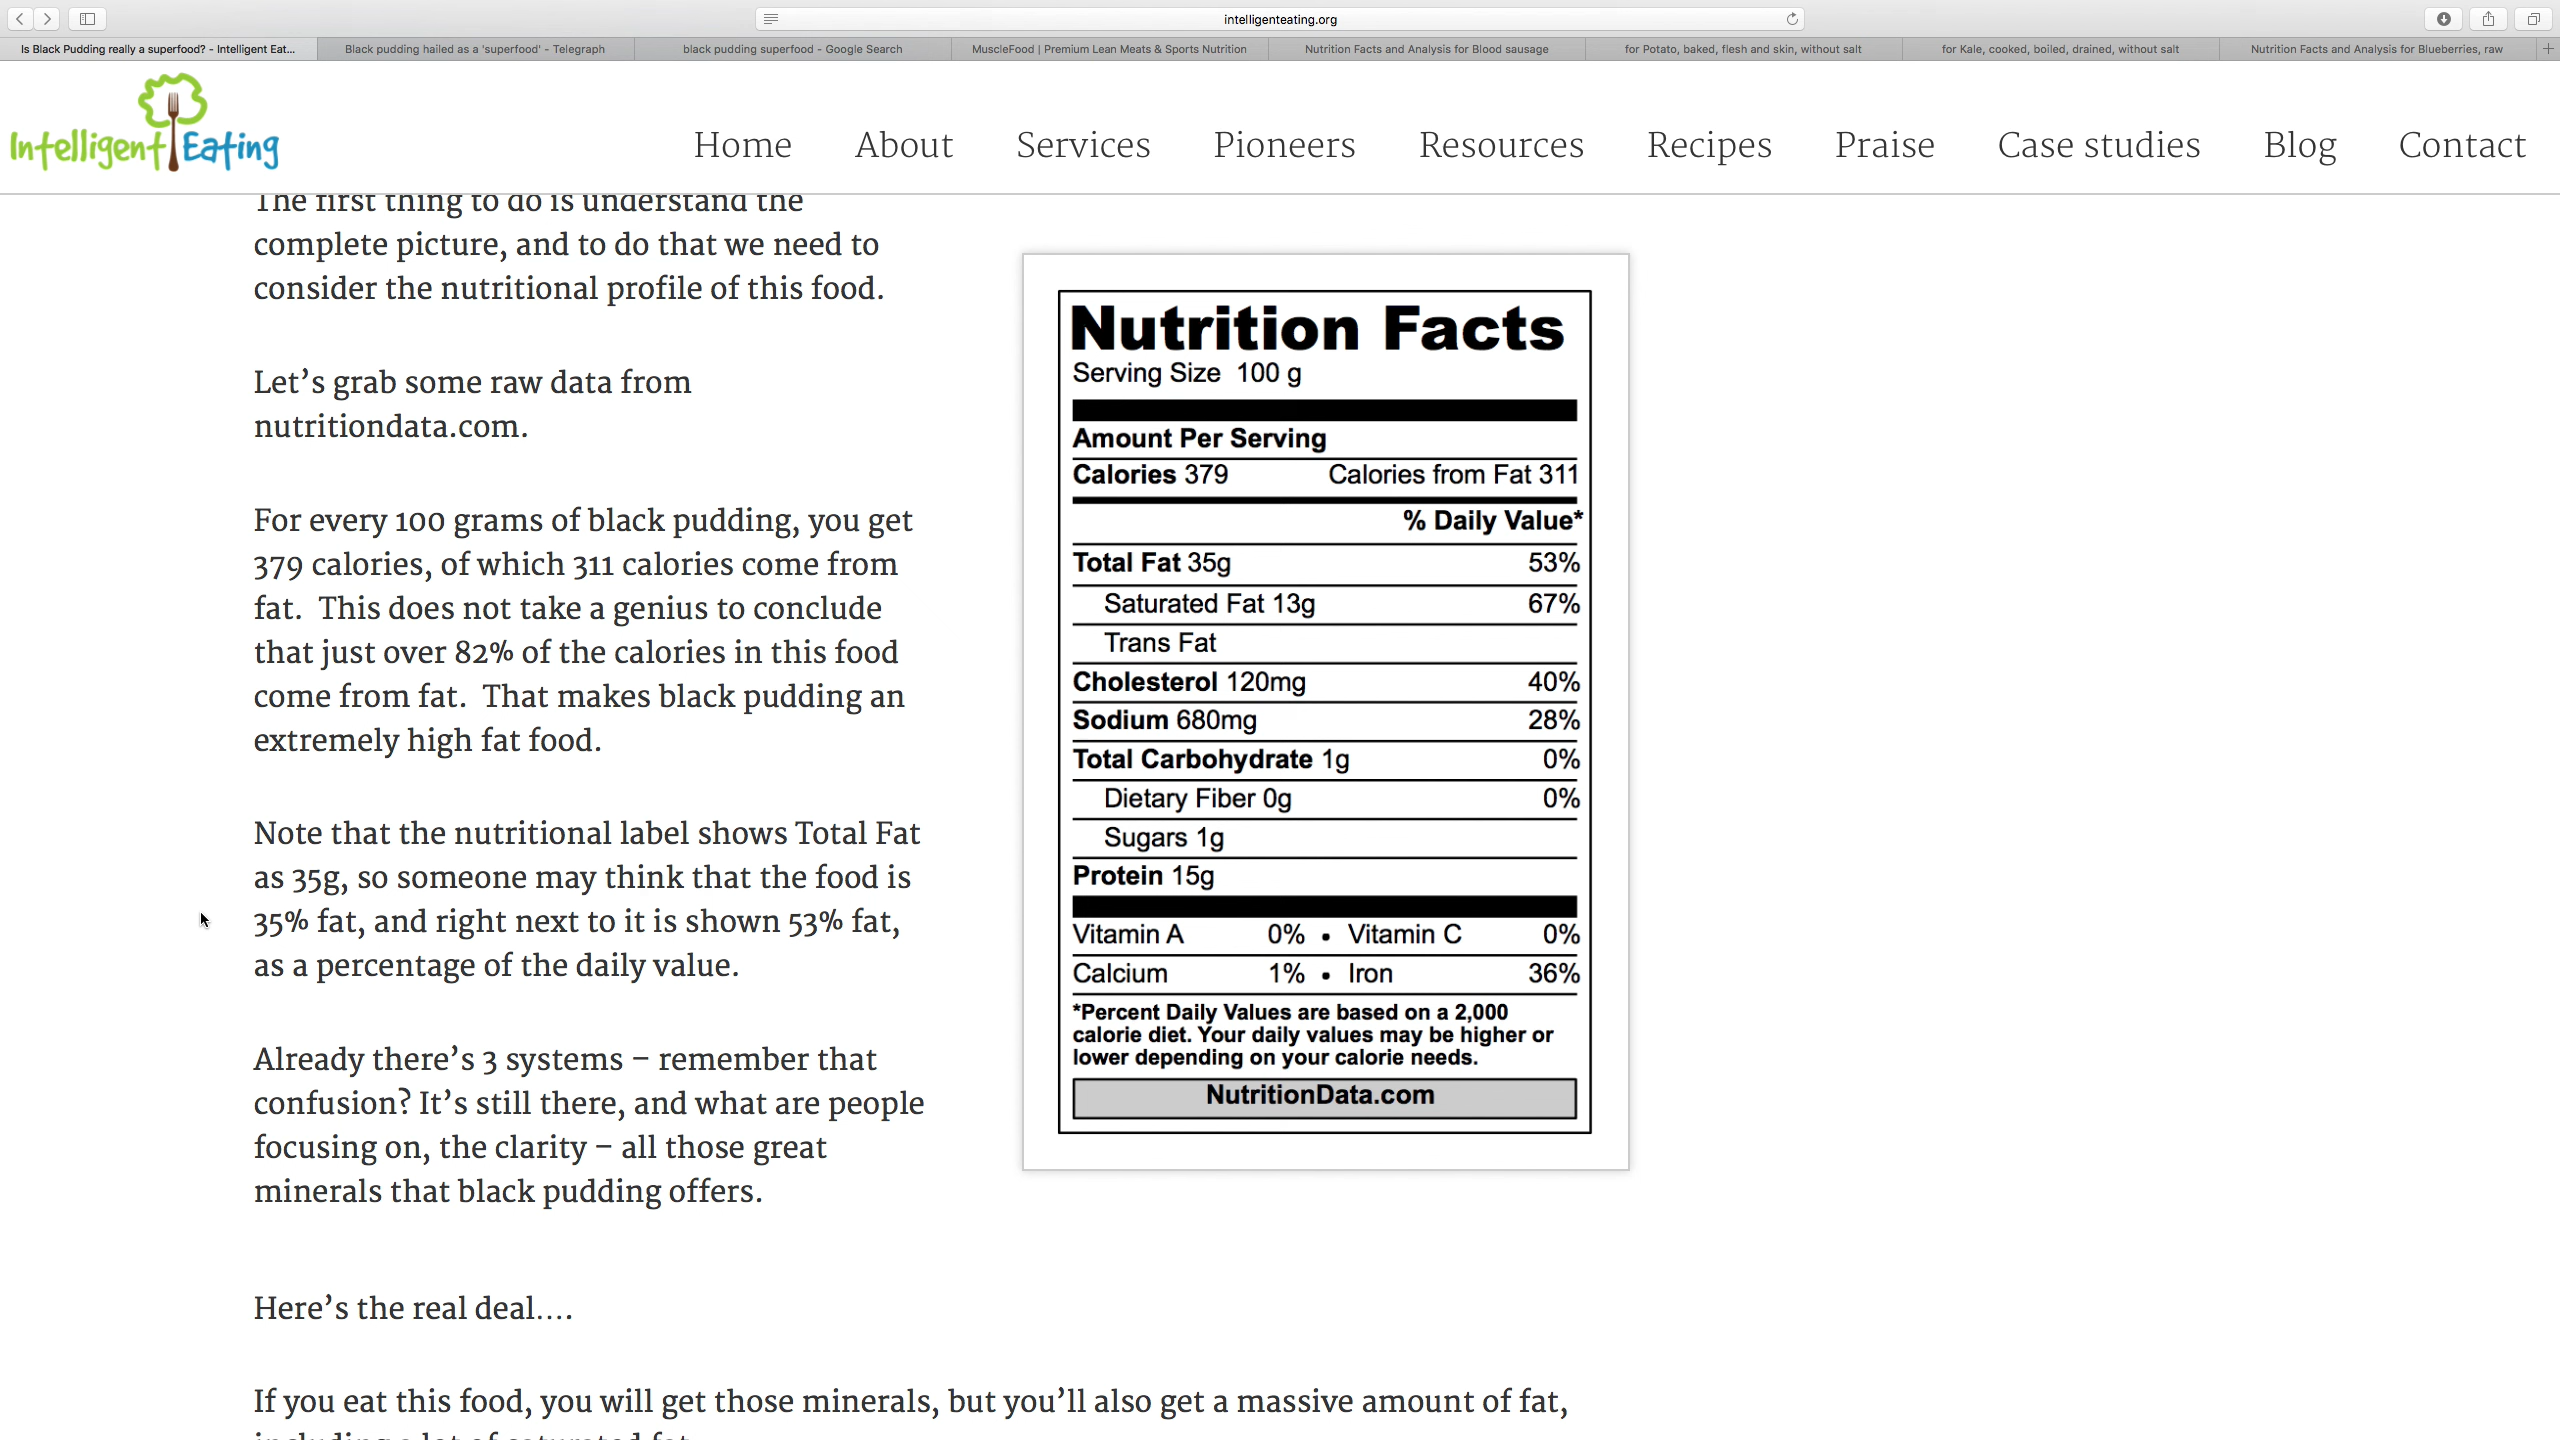 intelligenteating.org
Is Black Pudding really a superfood? - Intelligent Eat...
Black pudding hailed as a 'superfood' - Telegraph
black pudding superfood - Google Search
MuscleFood | Premium Lean Meats & Sports Nutrition
Nutrition Facts and Analysis for Blood sausage
for Potato, baked, flesh and skin, without salt
for Kale, cooked, boiled, drained, without salt
Nutrition Facts and Analysis for Blueberries, raw
Intelligent Eating
Home About Services Pioneers Resources Recipes Praise Case studies Blog Contact
The first thing to do is understand the
complete picture, and to do that we need to
consider the nutritional profile of this food.
Let’s grab some raw data from
nutritiondata.com.
For every 100 grams of black pudding, you get
379 calories, of which 311 calories come from
fat. This does not take a genius to conclude
that just over 82% of the calories in this food
come from fat. That makes black pudding an
extremely high fat food.
Note that the nutritional label shows Total Fat
as 35g, so someone may think that the food is
35% fat, and right next to it is shown 53% fat,
as a percentage of the daily value.
Already there’s 3 systems – remember that
confusion? It’s still there, and what are people
focusing on, the clarity – all those great
minerals that black pudding offers.
Nutrition Facts
Serving Size 100 g
Amount Per Serving
Calories 379 Calories from Fat 311
% Daily Value*
Total Fat 35g 53%
Saturated Fat 13g 67%
Trans Fat
Cholesterol 120mg 40%
Sodium 680mg 28%
Total Carbohydrate 1g 0%
Dietary Fiber 0g 0%
Sugars 1g
Protein 15g
Vitamin A 0% • Vitamin C 0%
Calcium 1% • Iron 36%
*Percent Daily Values are based on a 2,000
calorie diet. Your daily values may be higher or
lower depending on your calorie needs.
NutritionData.com
Here’s the real deal….
If you eat this food, you will get those minerals, but you’ll also get a massive amount of fat,